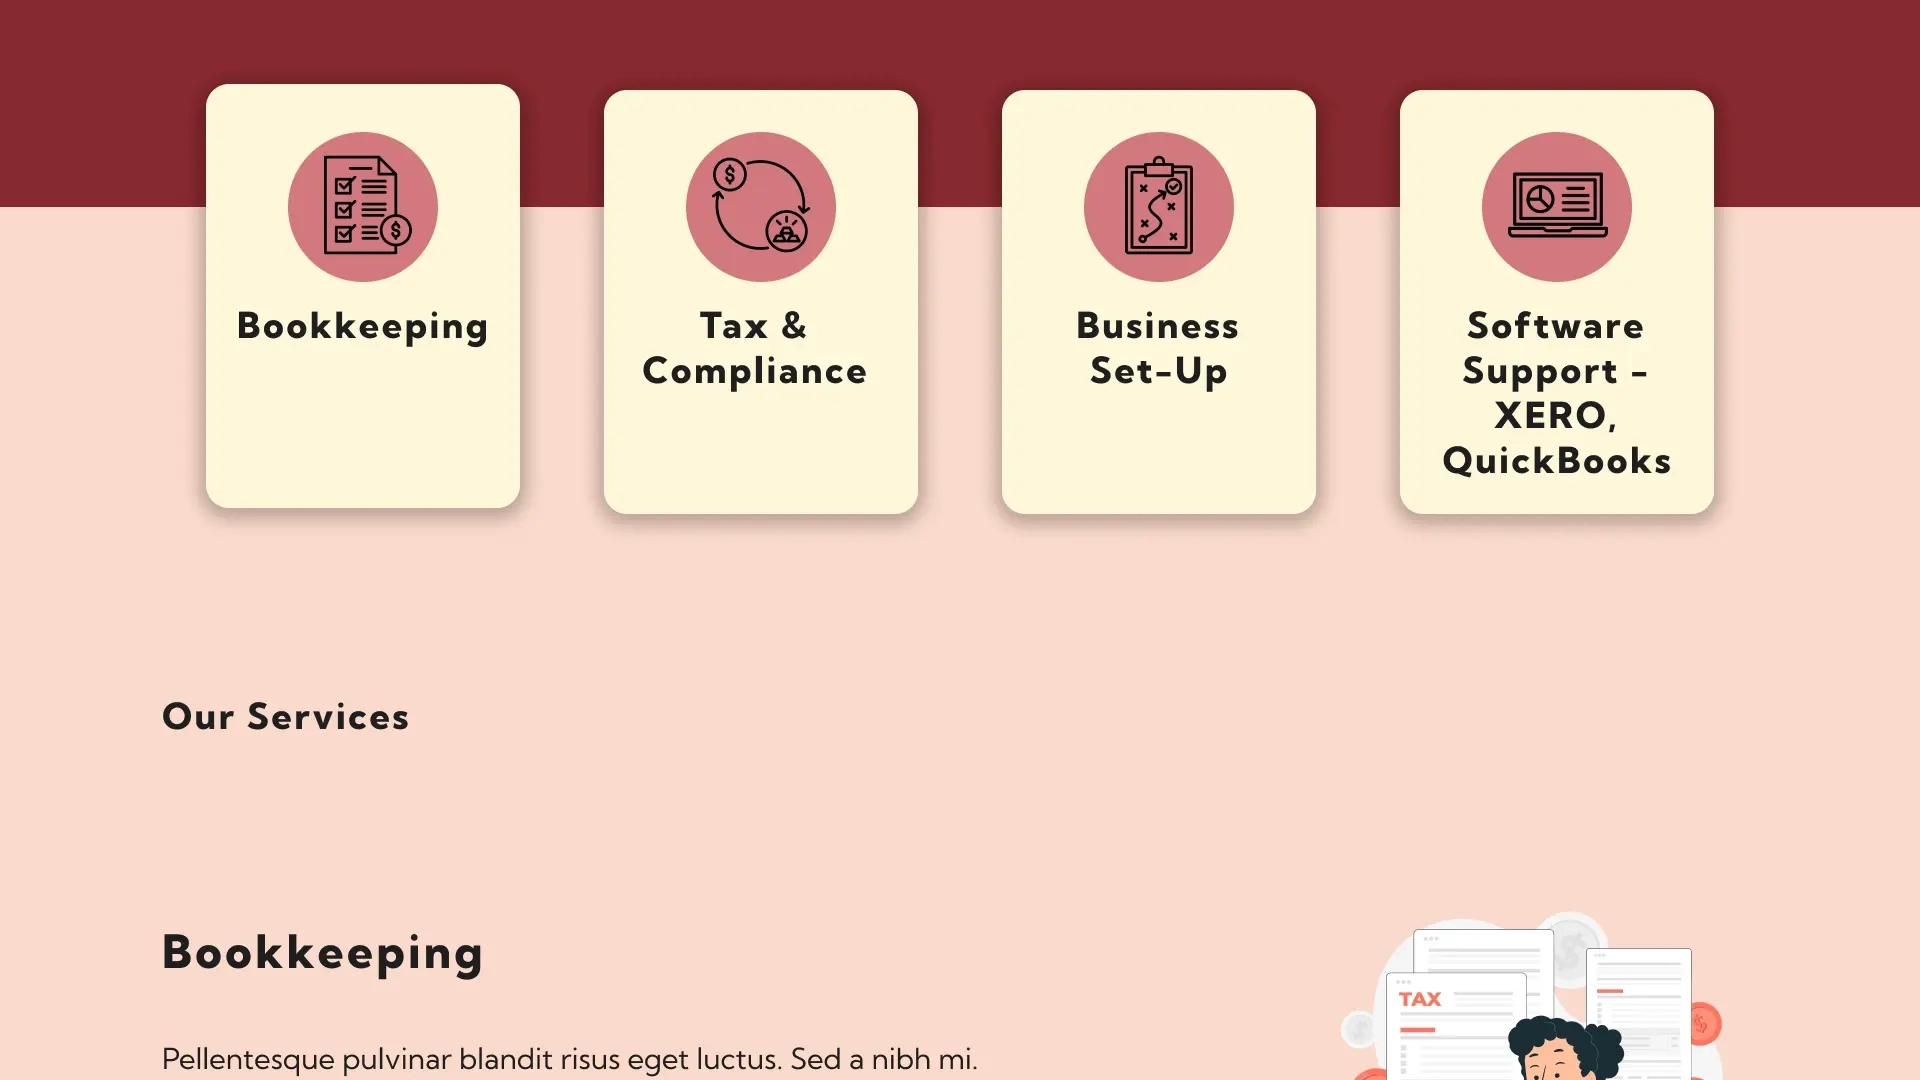 Bookkeeping
Tax &
Compliance
Business
Set-Up
Software
Support -
XERO,
QuickBooks
Our Services
Bookkeeping
Pellentesque pulvinar blandit risus eget luctus. Sed a nibh mi.
TAX